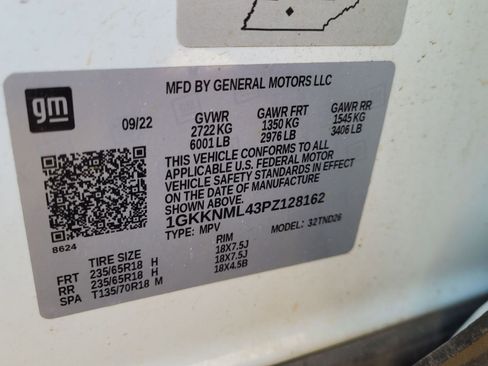 gm
MFD BY GENERAL MOTORS LLC
09/22 GVWR GAWR FRT GAWR RR
2722 KG 1350 KG 1545 KG
6001 LB 2976 LB 3406 LB
THIS VEHICLE CONFORMS TO ALL
APPLICABLE U.S. FEDERAL MOTOR
VEHICLE SAFETY STANDARDS IN EFFECT
ON THE DATE OF MANUFACTURE
SHOWN ABOVE.
1GKKNML43PZ128162
TYPE: MPV MODEL: 32TND26
8624
TIRE SIZE RIM
FRT 235/65R18 H 18X7.5J
RR 235/65R18 H 18X7.5J
SPA T135/70R18 M 18X4.5B